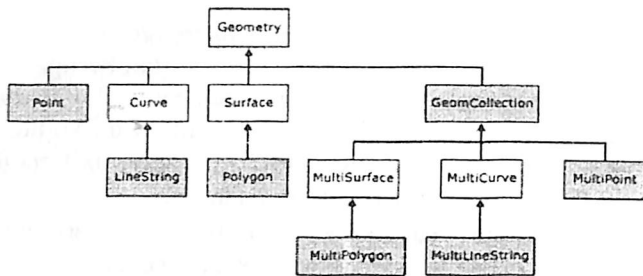 Geometry
Point
Curve
Surface
GeomCollection
LineString
Polygon
MultiSurface
MultiCurve
MultiPoint
MultiPolygon
MultiLineString